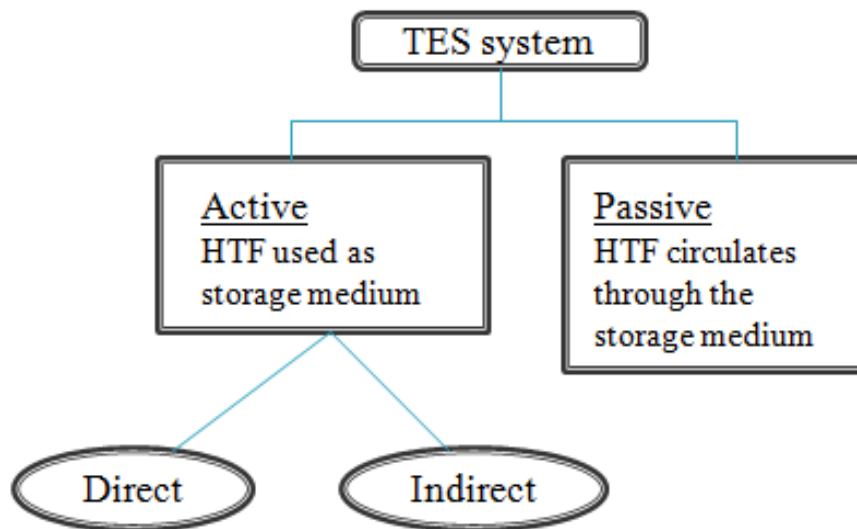 TES system
Active
HTF used as
storage medium
Passive
HTF circulates
through the
storage medium
Direct
Indirect